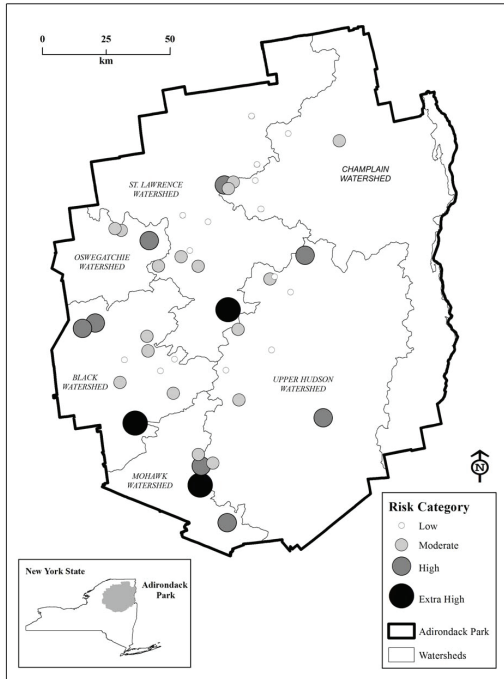 0 25 50
km
CHAMPLAIN
WATERSHED
ST. LAWRENCE
WATERSHED
OSWEGATCHIE
WATERSHED
BLACK
WATERSHED
UPPER HUDSON
WATERSHED
MOHAWK
WATERSHED
N
Risk Category
Low
Moderate
High
Extra High
Adirondack Park
Watersheds
New York State
Adirondack
Park